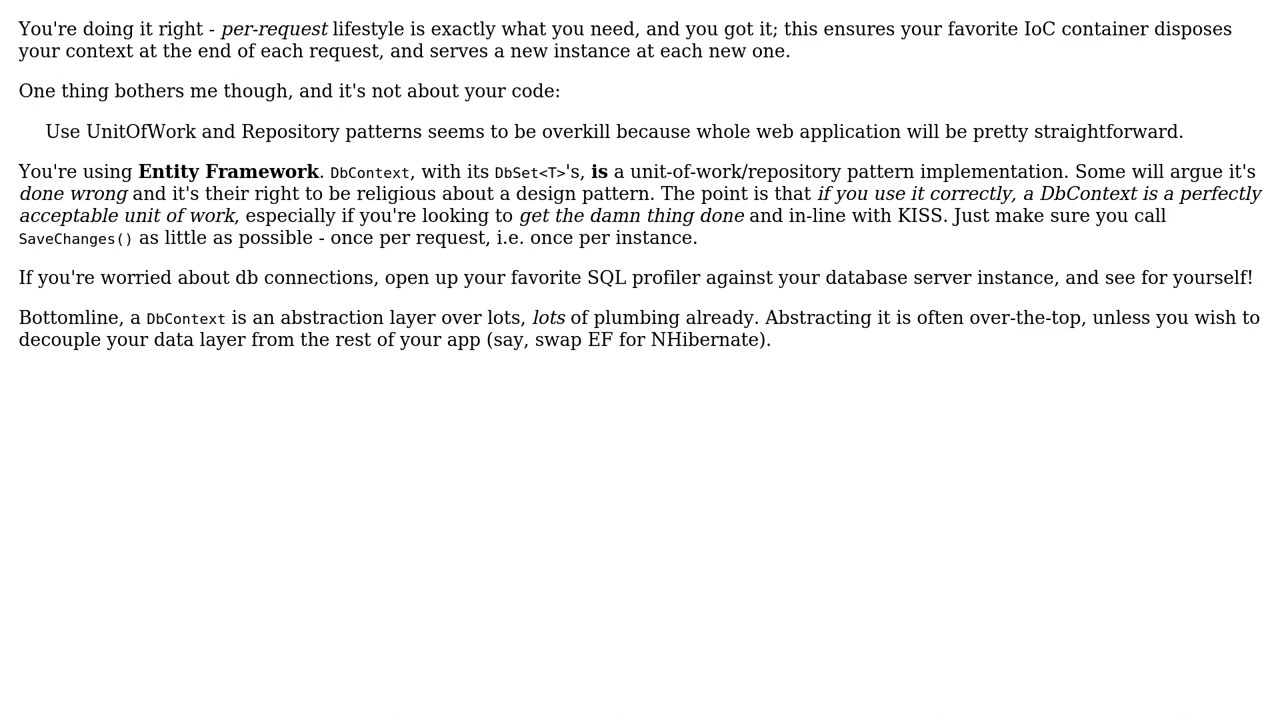 You're doing it right - per-request lifestyle is exactly what you need, and you got it; this ensures your favorite IoC container disposes
your context at the end of each request, and serves a new instance at each new one.
One thing bothers me though, and it's not about your code:
Use UnitOfWork and Repository patterns seems to be overkill because whole web application will be pretty straightforward.
You're using Entity Framework. DbContext, with its DbSet<T>'s, is a unit-of-work/repository pattern implementation. Some will argue it's
done wrong and it's their right to be religious about a design pattern. The point is that if you use it correctly, a DbContext is a perfectly
acceptable unit of work, especially if you're looking to get the damn thing done and in-line with KISS. Just make sure you call
SaveChanges() as little as possible - once per request, i.e. once per instance.
If you're worried about db connections, open up your favorite SQL profiler against your database server instance, and see for yourself!
Bottomline, a DbContext is an abstraction layer over lots, lots of plumbing already. Abstracting it is often over-the-top, unless you wish to
decouple your data layer from the rest of your app (say, swap EF for NHibernate).